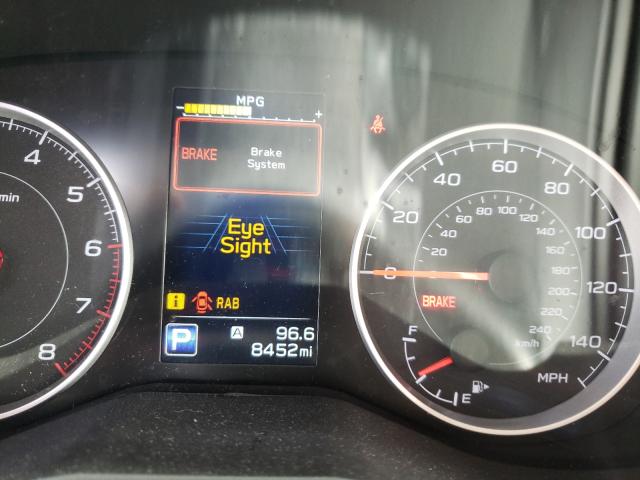 MPG
- +
BRAKE Brake System
Eye
Sight
i RAB
P A 96.6
8452 mi
4
5
6
7
8
min
0 20 40 60 80 100 120 140
MPH
20 40 60 80 100 120 140 160 180 200 220 240
km/h
BRAKE
F
E